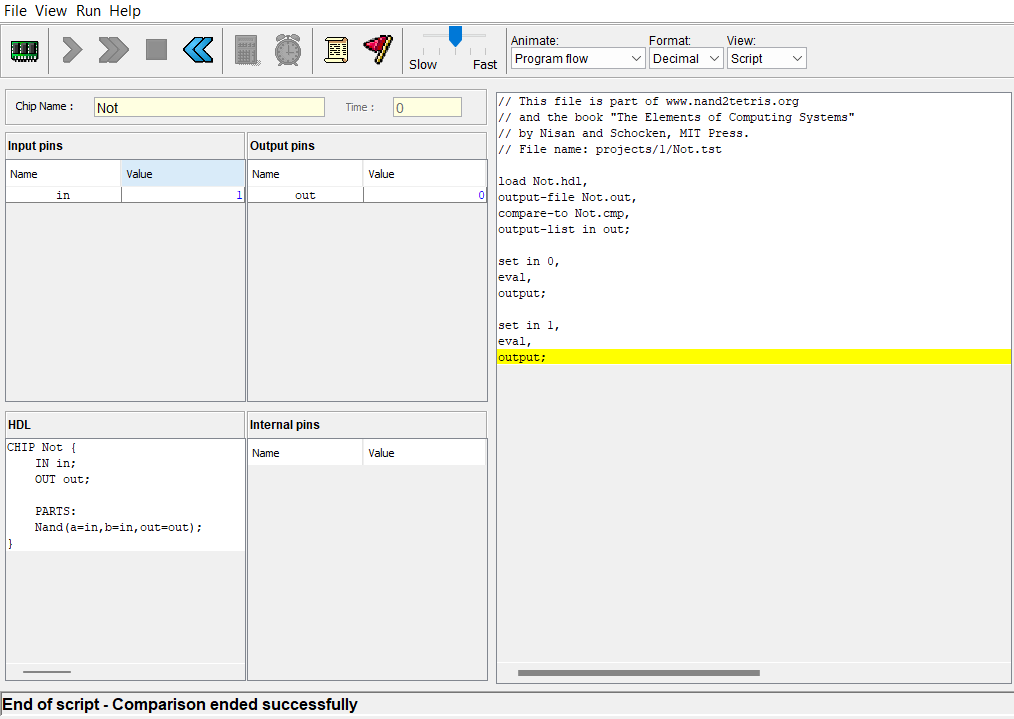 File View Run Help
Slow Fast
Animate: Format: View:
Program flow Decimal Script
Chip Name : Not Time : 0
Input pins
Name Value
in 1
Output pins
Name Value
out 0
HDL
CHIP Not {
    IN in;
    OUT out;

    PARTS:
    Nand(a=in,b=in,out=out);
}
Internal pins
Name Value
// This file is part of www.nand2tetris.org
// and the book "The Elements of Computing Systems"
// by Nisan and Schocken, MIT Press.
// File name: projects/1/Not.tst

load Not.hdl,
output-file Not.out,
compare-to Not.cmp,
output-list in out;

set in 0,
eval,
output;

set in 1,
eval,
output;
End of script - Comparison ended successfully